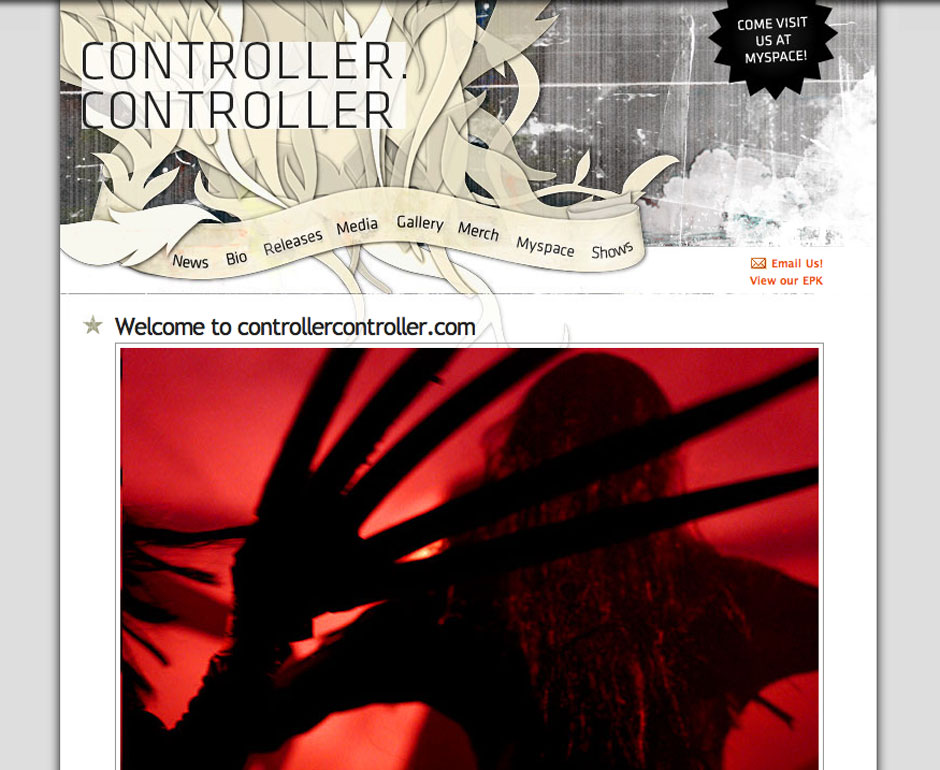 CONTROLLER.
CONTROLLER
COME VISIT
US AT
MYSPACE!
News Bio Releases Media Gallery Merch Myspace Shows
Email Us!
View our EPK
Welcome to controllercontroller.com